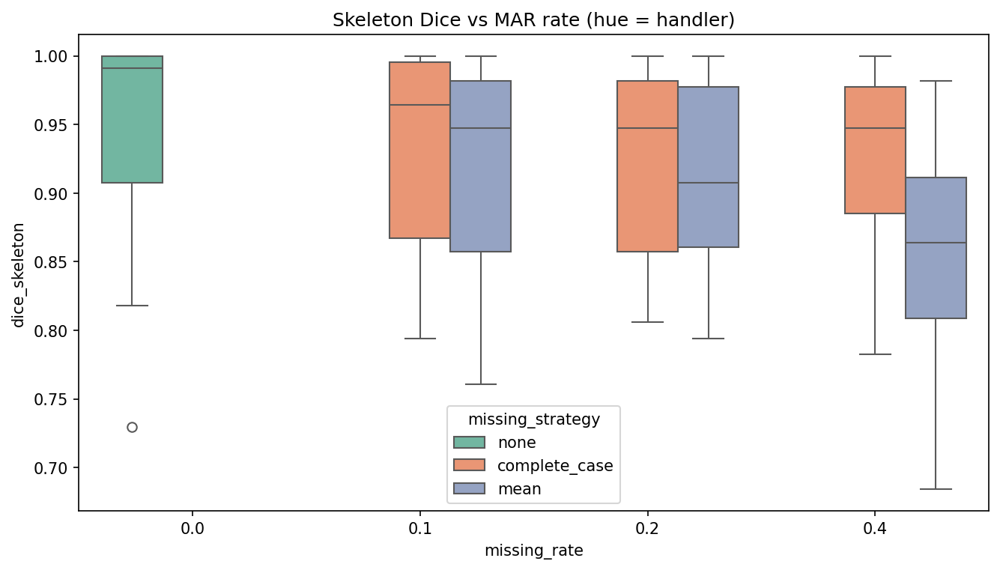 Skeleton Dice vs MAR rate (hue = handler)
1.00
0.95
0.90
0.85
0.80
0.75
0.70
dice_skeleton
missing_strategy
none
complete_case
mean
0.0 0.1 0.2 0.4
missing_rate